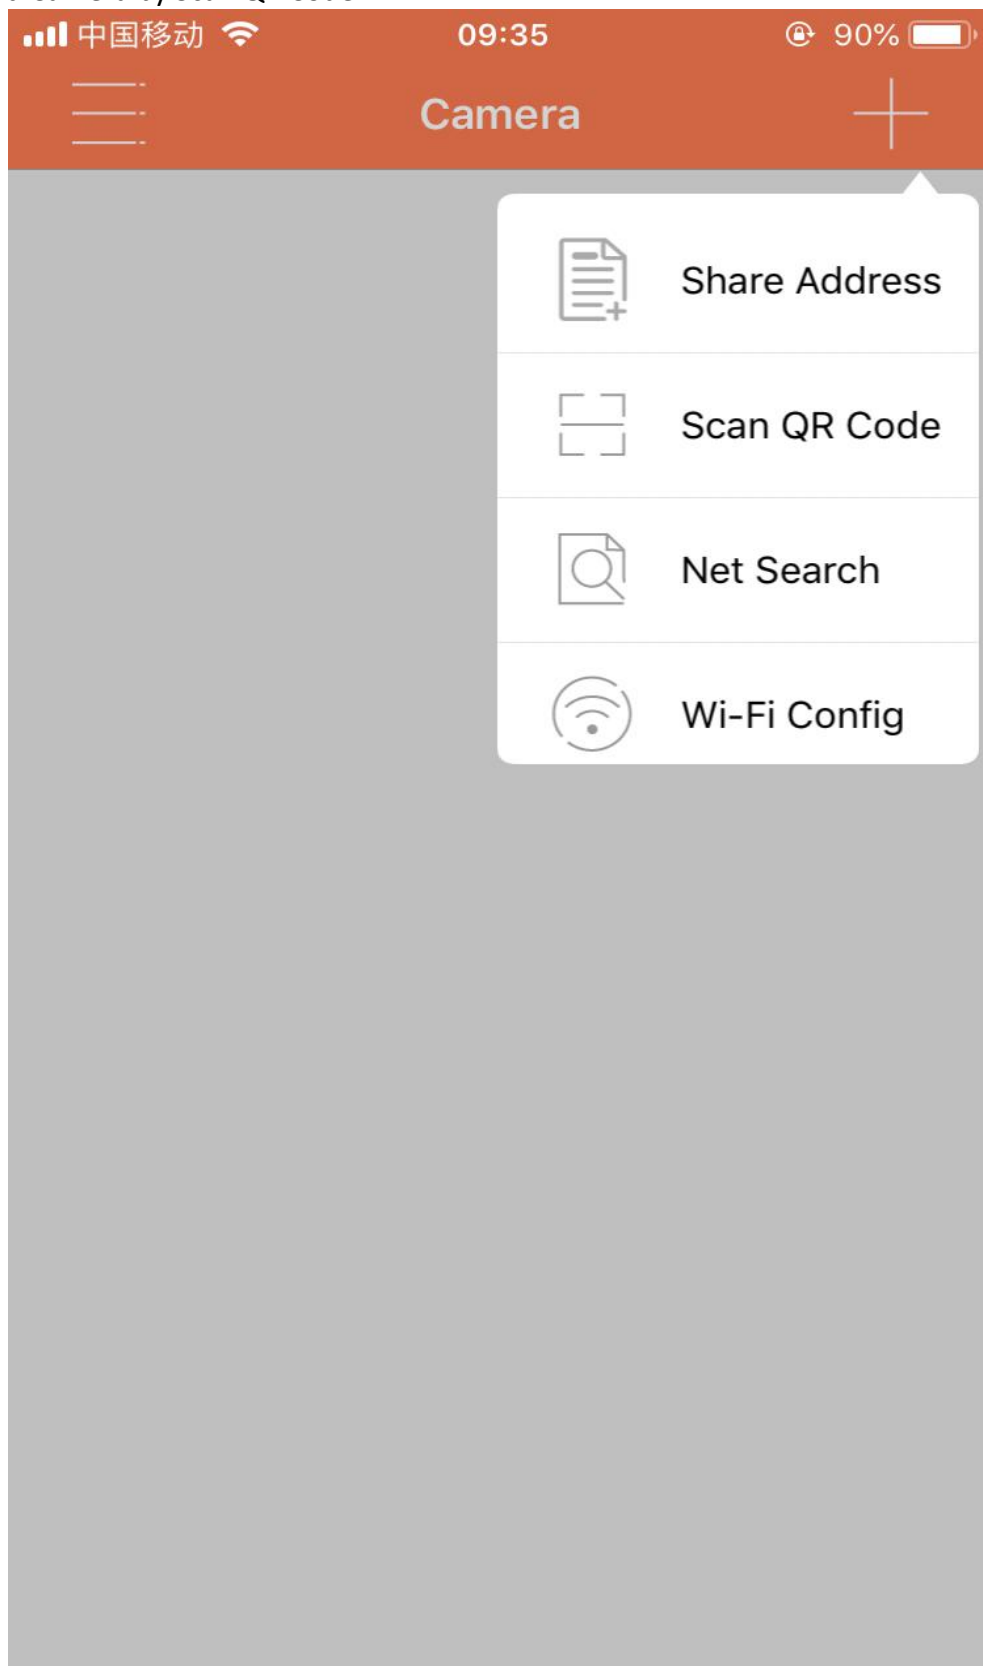 中国移动 09:35 90%
Camera
Share Address
Scan QR Code
Net Search
Wi-Fi Config